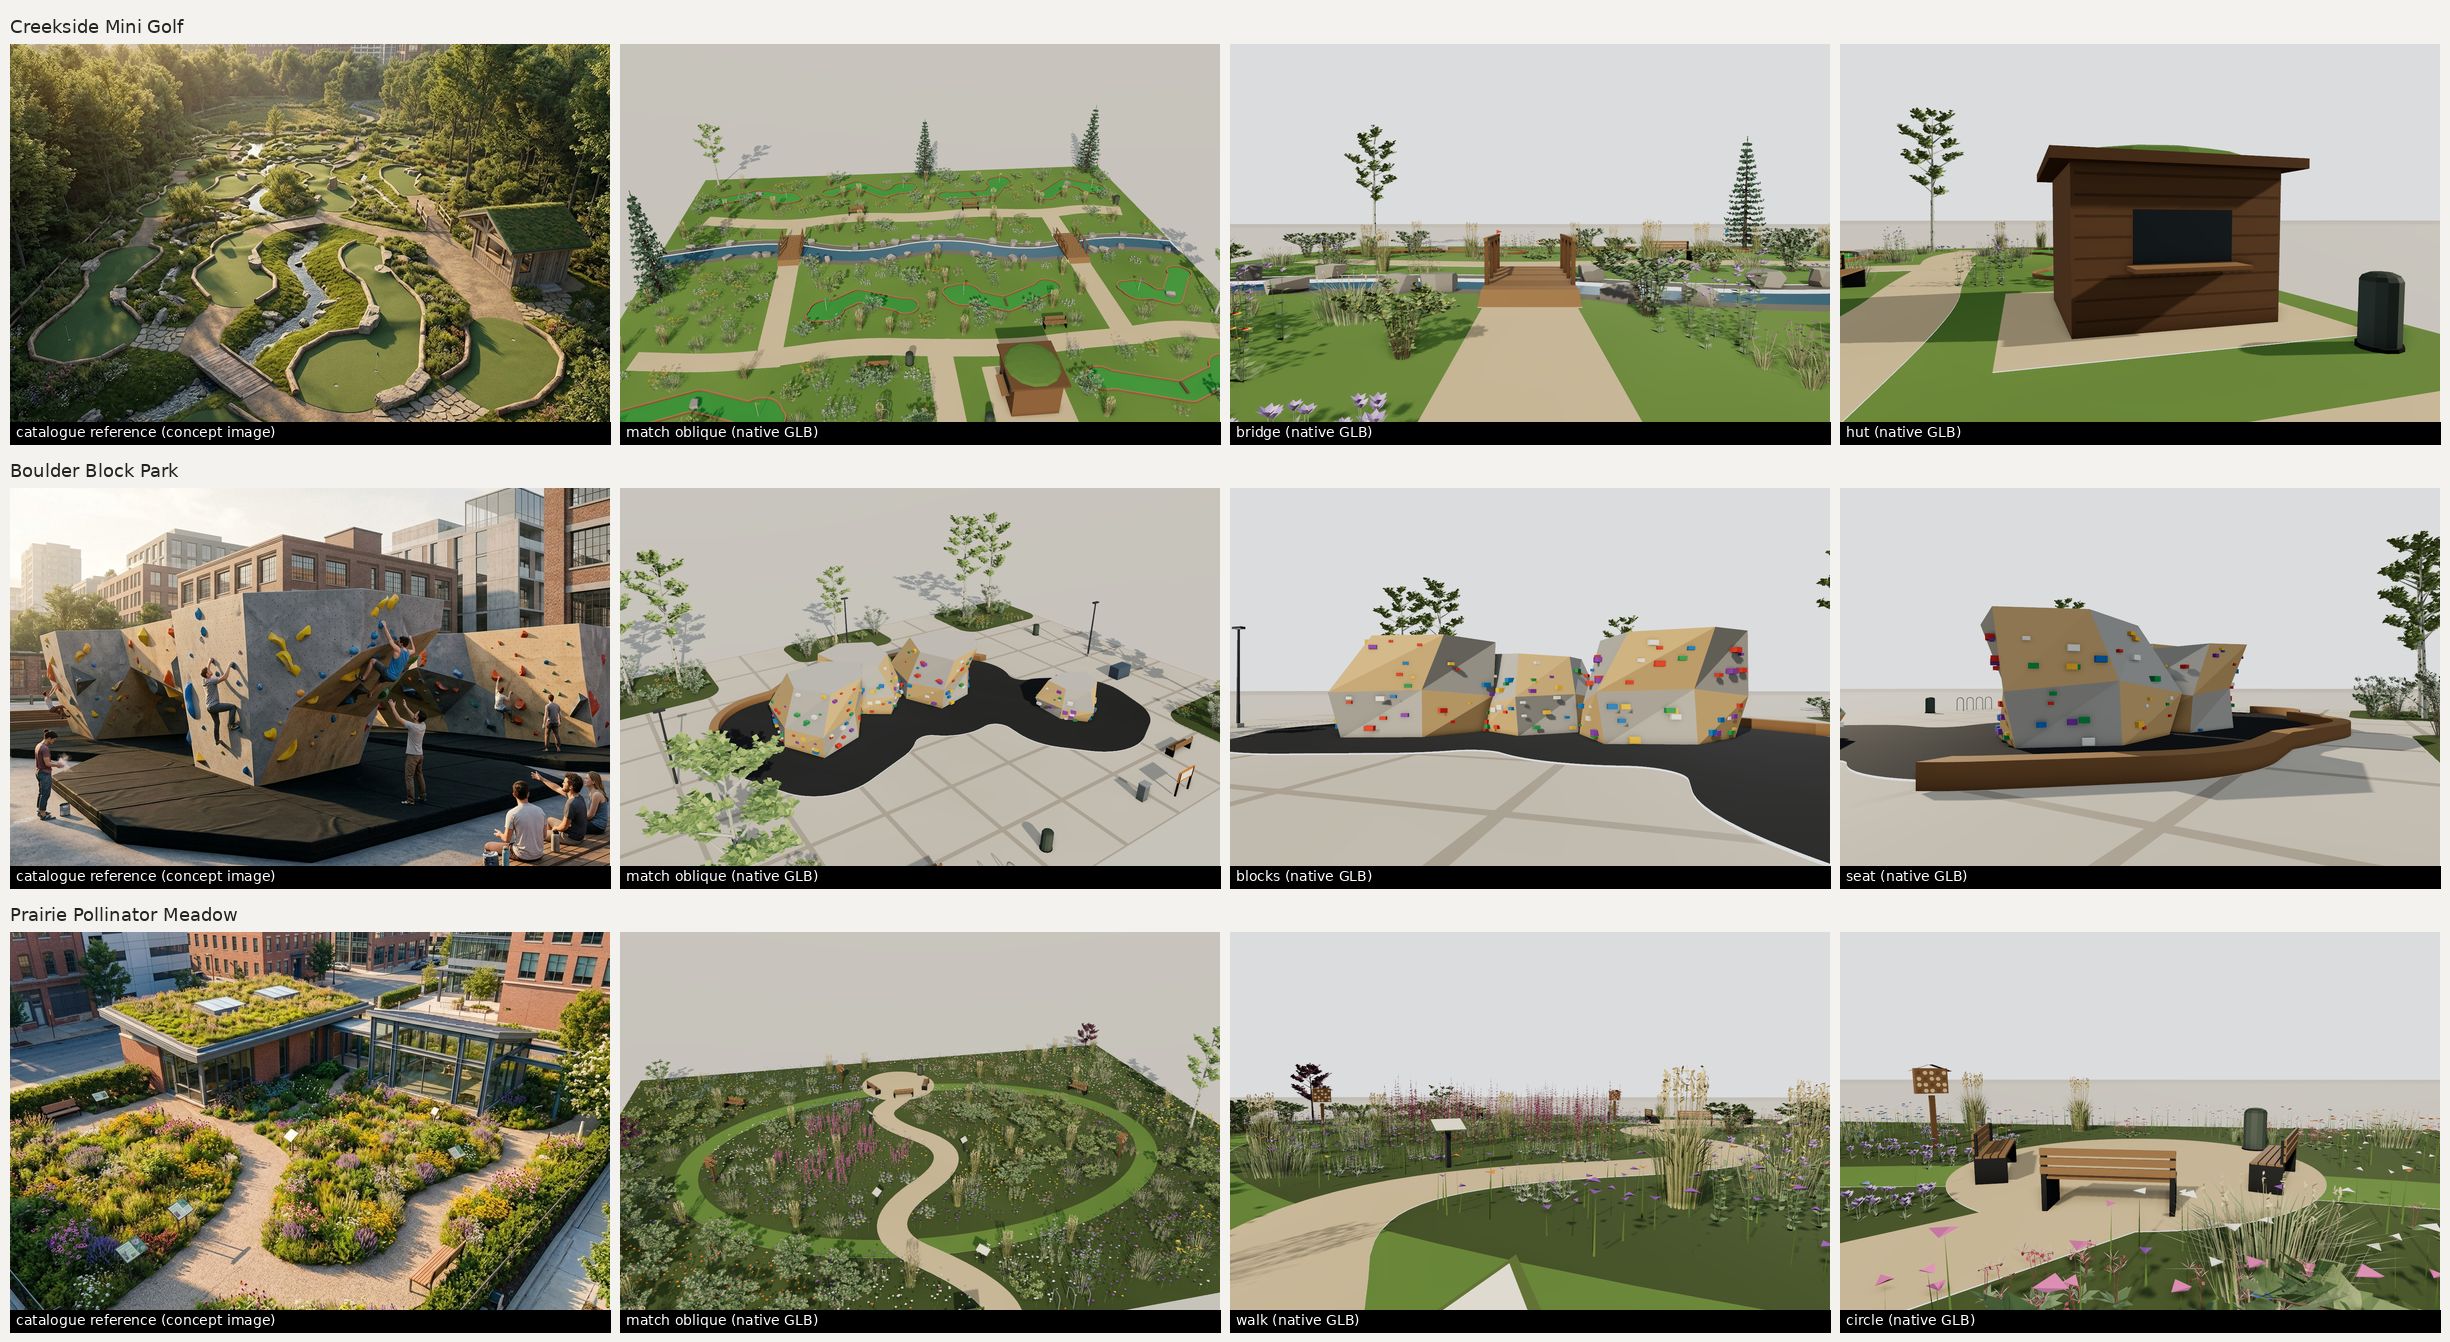 Creekside Mini Golf
catalogue reference (concept image)
match oblique (native GLB)
bridge (native GLB)
hut (native GLB)
Boulder Block Park
catalogue reference (concept image)
match oblique (native GLB)
blocks (native GLB)
seat (native GLB)
Prairie Pollinator Meadow
catalogue reference (concept image)
match oblique (native GLB)
walk (native GLB)
circle (native GLB)